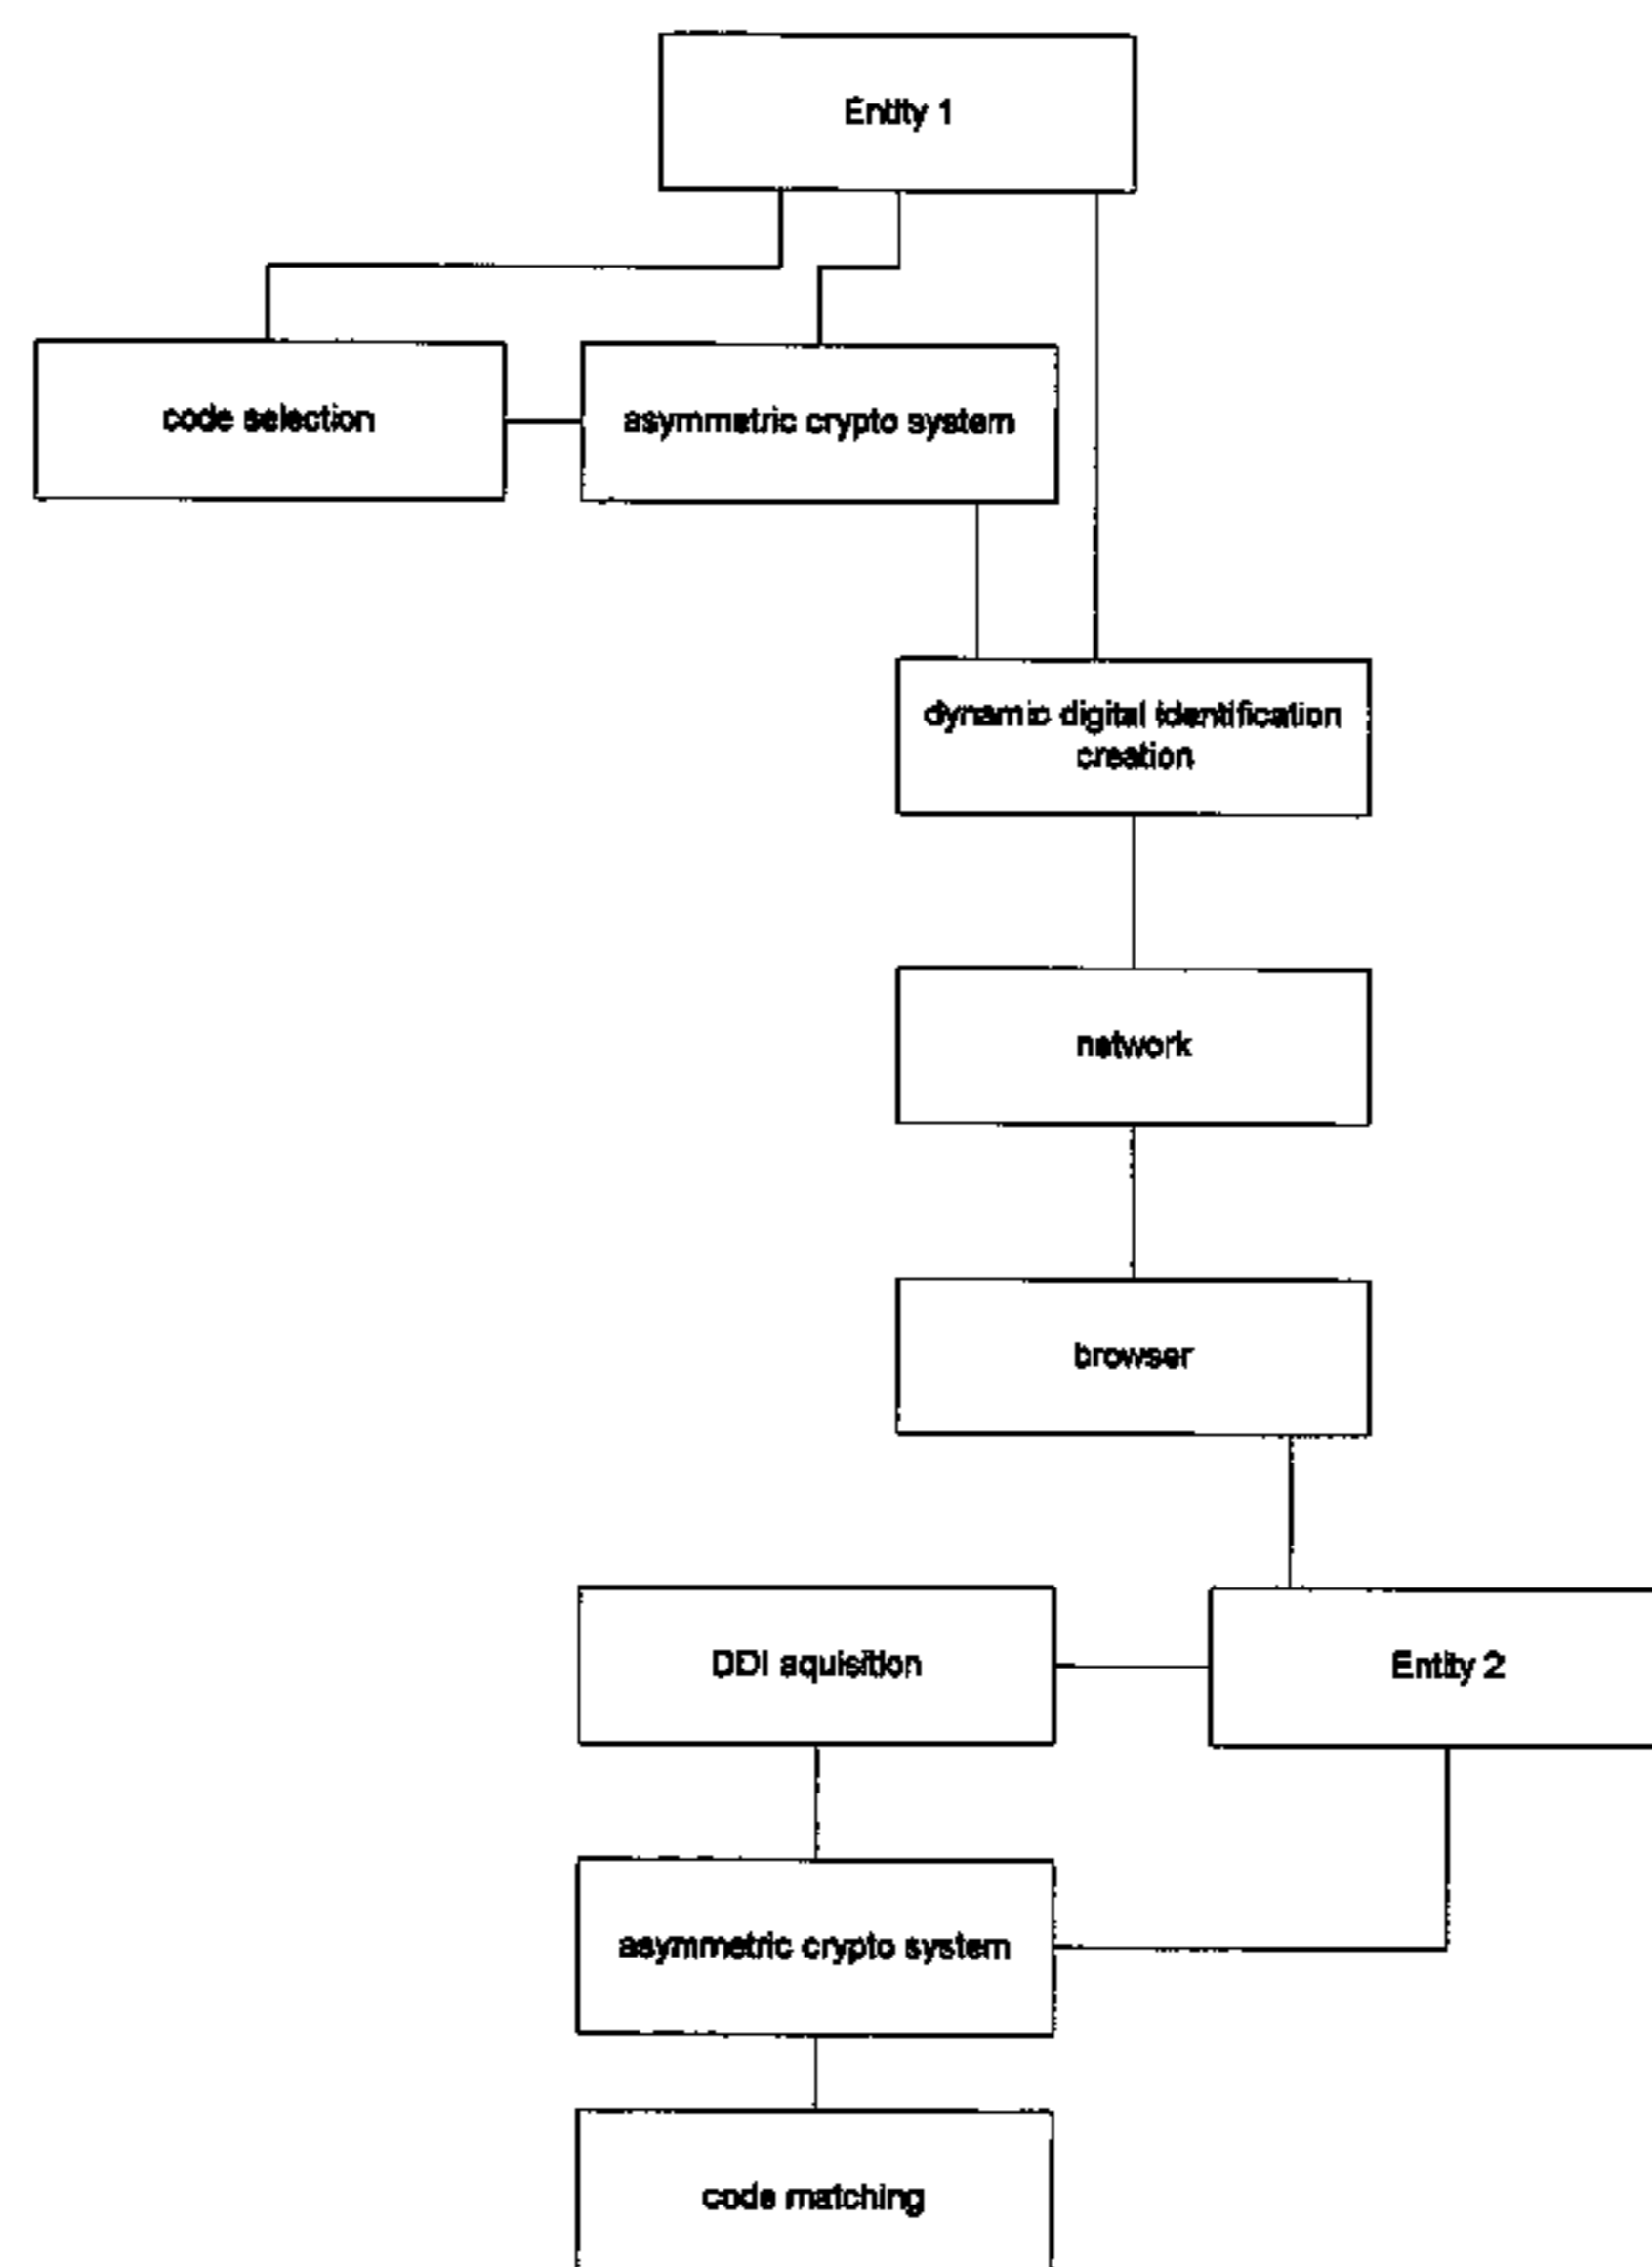 Entity 1
code selection
asymmetric crypto system
dynamic digital identification
creation
network
browser
DDI aquisition
Entity 2
asymmetric crypto system
code matching